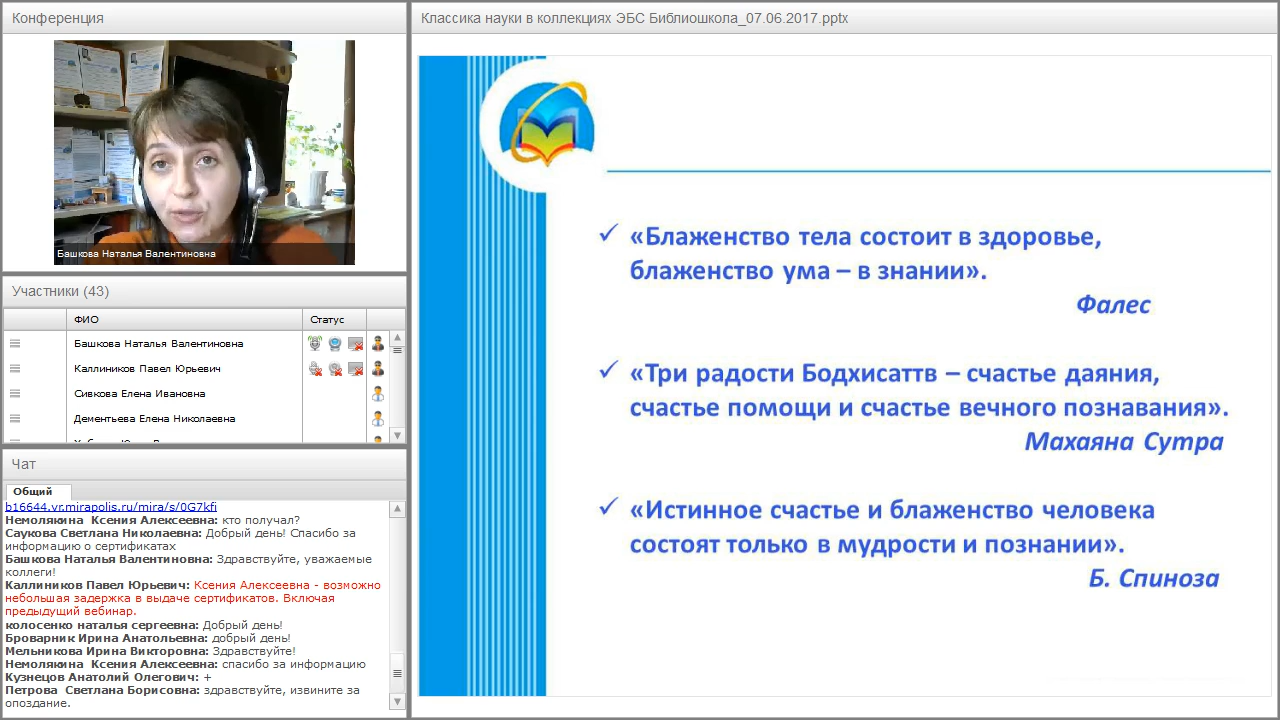 Конференция
Башкова Наталья Валентиновна
Участники (43)
ФИО
Статус
Башкова Наталья Валентиновна
Каллиников Павел Юрьевич
Сивкова Елена Ивановна
Дементьева Елена Николаевна
Чат
Общий
b16644.vr.mirapolis.ru/mira/s/0G7kfi
Немолякина Ксения Алексеевна: кто получал?
Саукова Светлана Николаевна: Добрый день! Спасибо за
информацию о сертификатах
Башкова Наталья Валентиновна: Здравствуйте, уважаемые
коллеги!
Каллиников Павел Юрьевич: Ксения Алексеевна - возможно
небольшая задержка в выдаче сертификатов. Включая
предыдущий вебинар.
колосенко наталья сергеевна: Добрый день!
Броварник Ирина Анатольевна: добрый день!
Мельникова Ирина Викторовна: Здравствуйте!
Немолякина Ксения Алексеевна: спасибо за информацию
Кузнецов Анатолий Олегович: +
Петрова Светлана Борисовна: здравствуйте, извините за
опоздание.
Классика науки в коллекциях ЭБС Библиошкола_07.06.2017.pptx
«Блаженство тела состоит в здоровье,
блаженство ума – в знании».
Фалес
«Три радости Бодхисаттв – счастье даяния,
счастье помощи и счастье вечного познавания».
Махаяна Сутра
«Истинное счастье и блаженство человека
состоят только в мудрости и познании».
Б. Спиноза